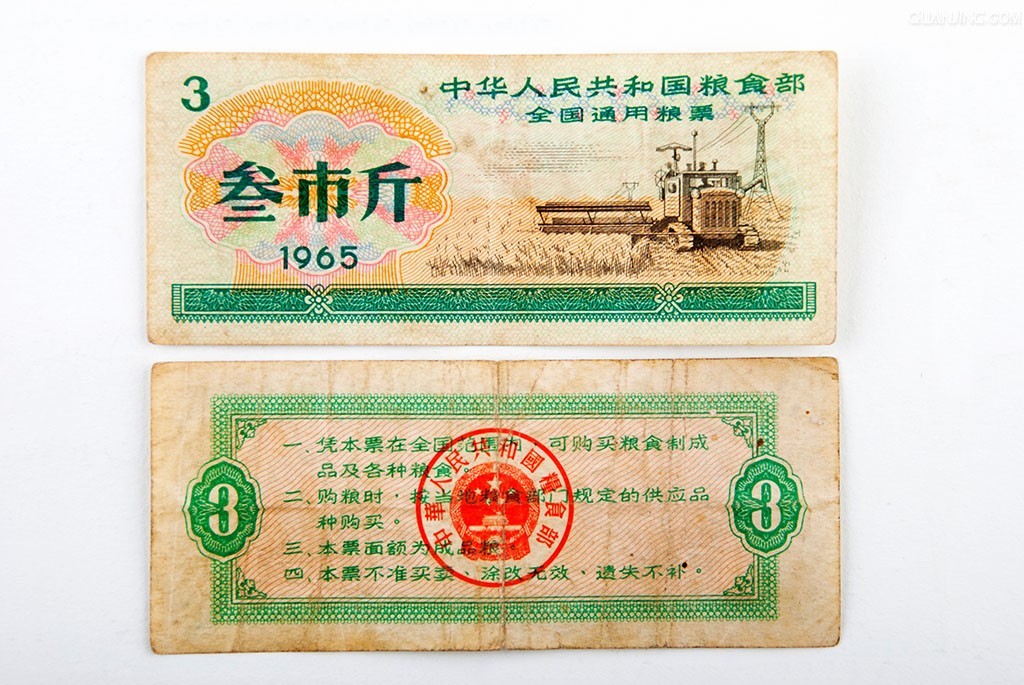 QUANJING.COM
3
中华人民共和国粮食部
全国通用粮票
叁市斤
1965
一、凭本票在全国范围内，可购买粮食制成
品及各种粮食。
二、购粮时，按当地粮食部门规定的供应品
种购买。
三、本票面额为成品粮。
四、本票不准买卖，涂改无效、遗失不补。
3
3
中華人民共和國糧食部